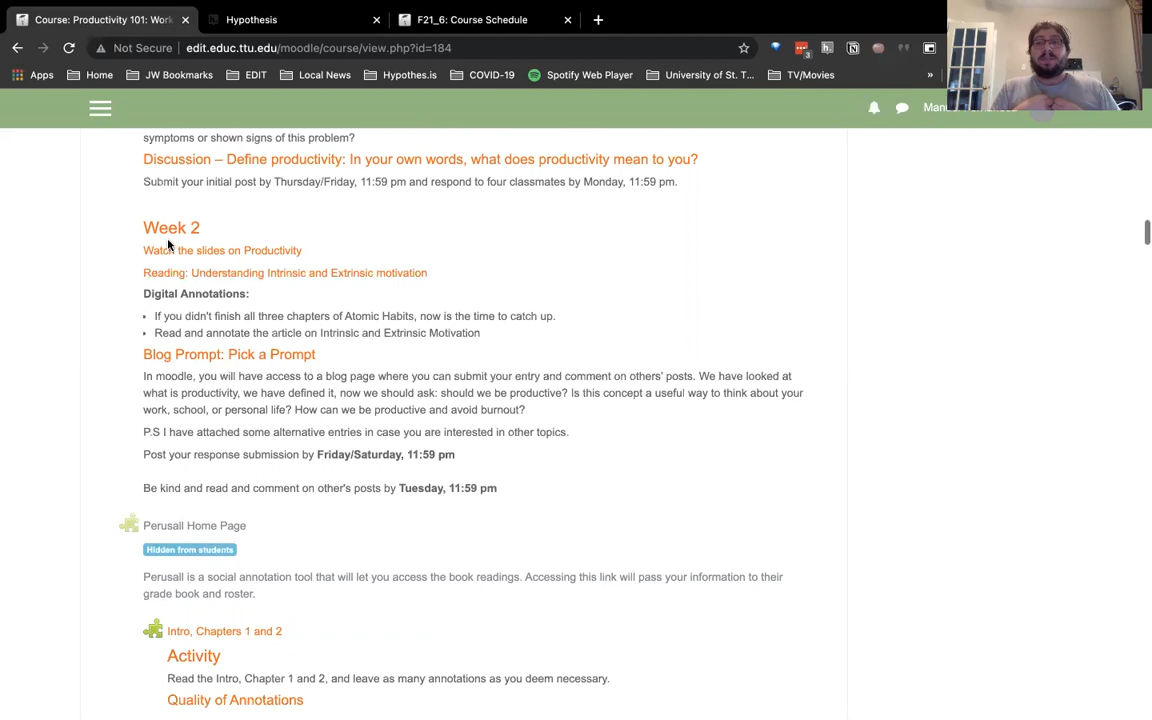 Course: Productivity 101: Work
Hypothesis
F21_6: Course Schedule
Not Secure
edit.educ.ttu.edu/moodle/course/view.php?id=184
3
Apps
Home
JW Bookmarks
EDIT
Local News
Hypothes.is
COVID-19
Spotify Web Player
University of St. T...
TV/Movies
»
symptoms or shown signs of this problem?
Discussion – Define productivity: In your own words, what does productivity mean to you?
Submit your initial post by Thursday/Friday, 11:59 pm and respond to four classmates by Monday, 11:59 pm.
Week 2
Watch the slides on Productivity
Reading: Understanding Intrinsic and Extrinsic motivation
Digital Annotations:
If you didn't finish all three chapters of Atomic Habits, now is the time to catch up.
Read and annotate the article on Intrinsic and Extrinsic Motivation
Blog Prompt: Pick a Prompt
In moodle, you will have access to a blog page where you can submit your entry and comment on others' posts. We have looked at
what is productivity, we have defined it, now we should ask: should we be productive? Is this concept a useful way to think about your
work, school, or personal life? How can we be productive and avoid burnout?
P.S I have attached some alternative entries in case you are interested in other topics.
Post your response submission by Friday/Saturday, 11:59 pm
Be kind and read and comment on other's posts by Tuesday, 11:59 pm
Perusall Home Page
Hidden from students
Perusall is a social annotation tool that will let you access the book readings. Accessing this link will pass your information to their
grade book and roster.
Intro, Chapters 1 and 2
Activity
Read the Intro, Chapter 1 and 2, and leave as many annotations as you deem necessary.
Quality of Annotations